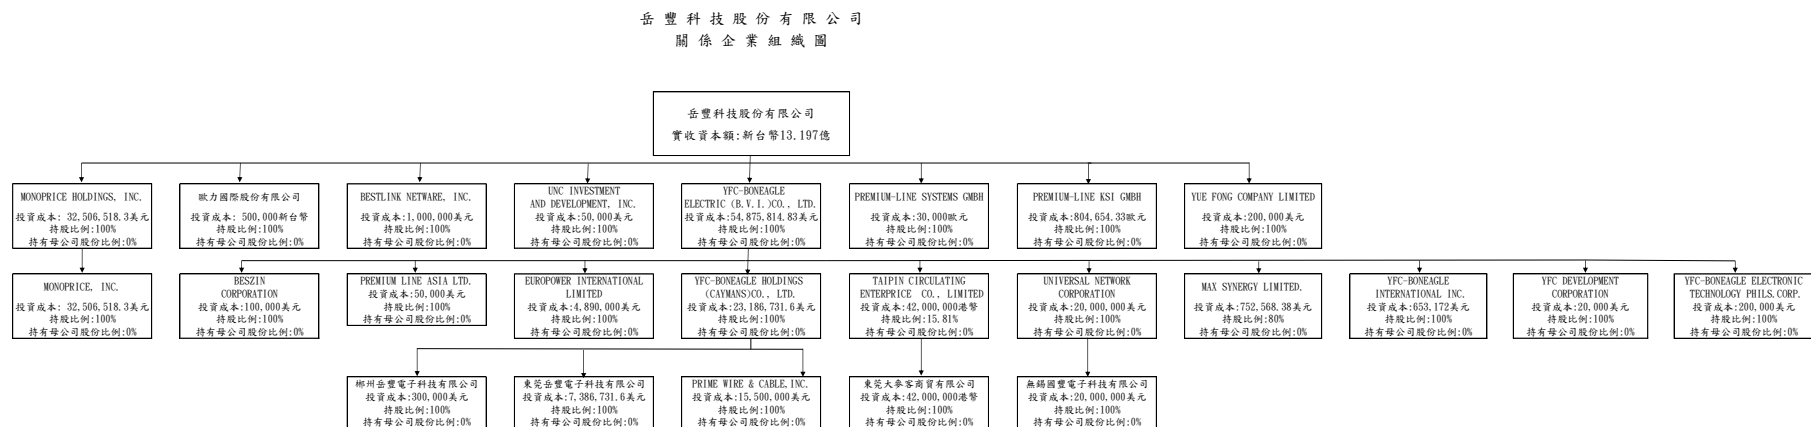 岳豐科技股份有限公司
關係企業組織圖
岳豐科技股份有限公司
實收資本額:新台幣13.197億
MONOPRICE HOLDINGS, INC.
投資成本: 32,506,518.3美元
持股比例:100%
持有母公司股份比例:0%
歐力國際股份有限公司
投資成本: 500,000新台幣
持股比例:100%
持有母公司股份比例:0%
BESTLINK NETWARE, INC.
投資成本:1,000,000美元
持股比例:100%
持有母公司股份比例:0%
UNC INVESTMENT
AND DEVELOPMENT, INC.
投資成本:50,000美元
持股比例:100%
持有母公司股份比例:0%
YFC-BONEAGLE
ELECTRIC (B.V.I.)CO., LTD.
投資成本:54,875,814.83美元
持股比例:100%
持有母公司股份比例:0%
PREMIUM-LINE SYSTEMS GMBH
投資成本:30,000歐元
持股比例:100%
持有母公司股份比例:0%
PREMIUM-LINE KSI GMBH
投資成本:804,654.33歐元
持股比例:100%
持有母公司股份比例:0%
YUE FONG COMPANY LIMITED
投資成本:200,000美元
持股比例:100%
持有母公司股份比例:0%
MONOPRICE, INC.
投資成本: 32,506,518.3美元
持股比例:100%
持有母公司股份比例:0%
BESZIN
CORPORATION
投資成本:100,000美元
持股比例:100%
持有母公司股份比例:0%
PREMIUM LINE ASIA LTD.
投資成本:50,000美元
持股比例:100%
持有母公司股份比例:0%
EUROPOWER INTERNATIONAL
LIMITED
投資成本:4,890,000美元
持股比例:100%
持有母公司股份比例:0%
YFC-BONEAGLE HOLDINGS
(CAYMANS)CO., LTD.
投資成本:23,186,731.6美元
持股比例:100%
持有母公司股份比例:0%
TAIPIN CIRCULATING
ENTERPRICE CO., LIMITED
投資成本:42,000,000港幣
持股比例:15.81%
持有母公司股份比例:0%
UNIVERSAL NETWORK
CORPORATION
投資成本:20,000,000美元
持股比例:100%
持有母公司股份比例:0%
MAX SYNERGY LIMITED.
投資成本:752,568.38美元
持股比例:80%
持有母公司股份比例:0%
YFC-BONEAGLE
INTERNATIONAL INC.
投資成本:653,172美元
持股比例:100%
持有母公司股份比例:0%
YFC DEVELOPMENT
CORPORATION
投資成本:20,000美元
持股比例:100%
持有母公司股份比例:0%
YFC-BONEAGLE ELECTRONIC
TECHNOLOGY PHILS.CORP.
投資成本:200,000美元
持股比例:100%
持有母公司股份比例:0%
郴州岳豐電子科技有限公司
投資成本:300,000美元
持股比例:100%
持有母公司股份比例:0%
東莞岳豐電子科技有限公司
投資成本:7,386,731.6美元
持股比例:100%
持有母公司股份比例:0%
PRIME WIRE & CABLE,INC.
投資成本:15,500,000美元
持股比例:100%
持有母公司股份比例:0%
東莞大麥客商貿有限公司
投資成本:42,000,000港幣
持股比例:100%
持有母公司股份比例:0%
無錫國豐電子科技有限公司
投資成本:20,000,000美元
持股比例:100%
持有母公司股份比例:0%